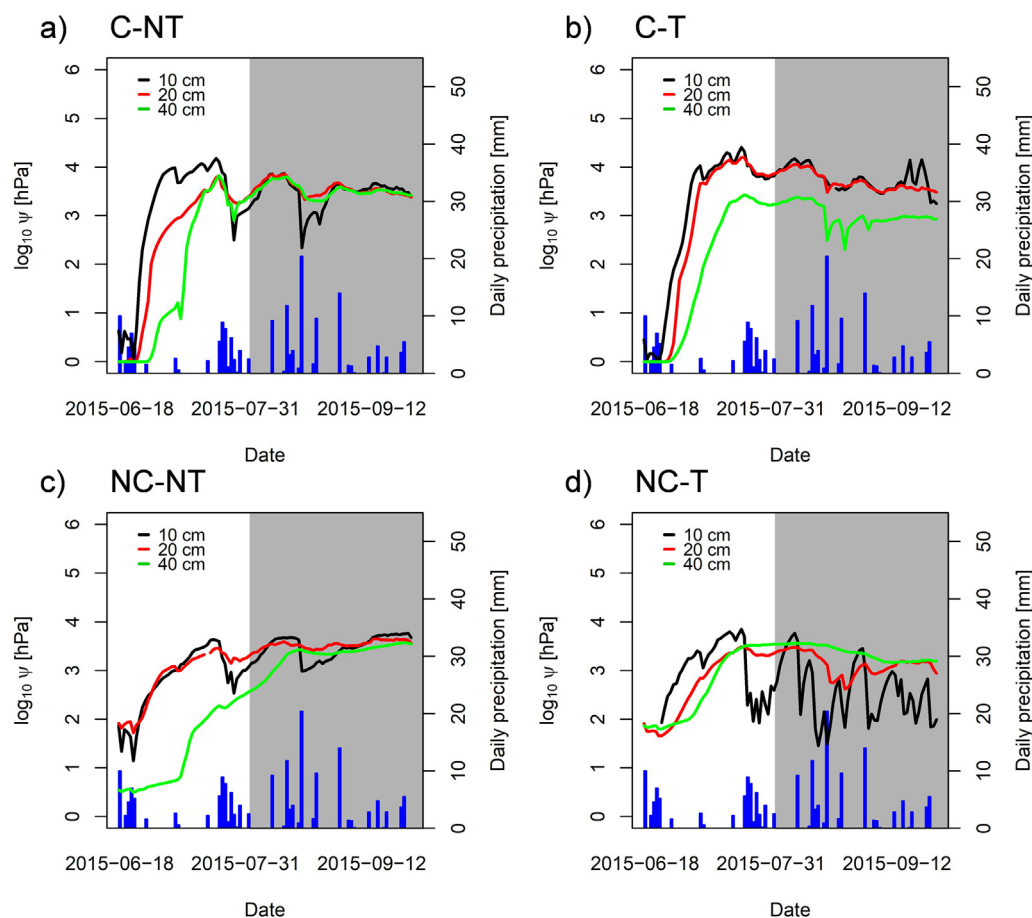 a) C-NT
6
5
4
3
2
1
0
log10 ψ [hPa]
10 cm
20 cm
40 cm
50
40
30
20
10
0
Daily precipitation [mm]
2015-06-18 2015-07-31 2015-09-12
Date
b) C-T
6
5
4
3
2
1
0
log10 ψ [hPa]
10 cm
20 cm
40 cm
50
40
30
20
10
0
Daily precipitation [mm]
2015-06-18 2015-07-31 2015-09-12
Date
c) NC-NT
6
5
4
3
2
1
0
log10 ψ [hPa]
10 cm
20 cm
40 cm
50
40
30
20
10
0
Daily precipitation [mm]
2015-06-18 2015-07-31 2015-09-12
Date
d) NC-T
6
5
4
3
2
1
0
log10 ψ [hPa]
10 cm
20 cm
40 cm
50
40
30
20
10
0
Daily precipitation [mm]
2015-06-18 2015-07-31 2015-09-12
Date